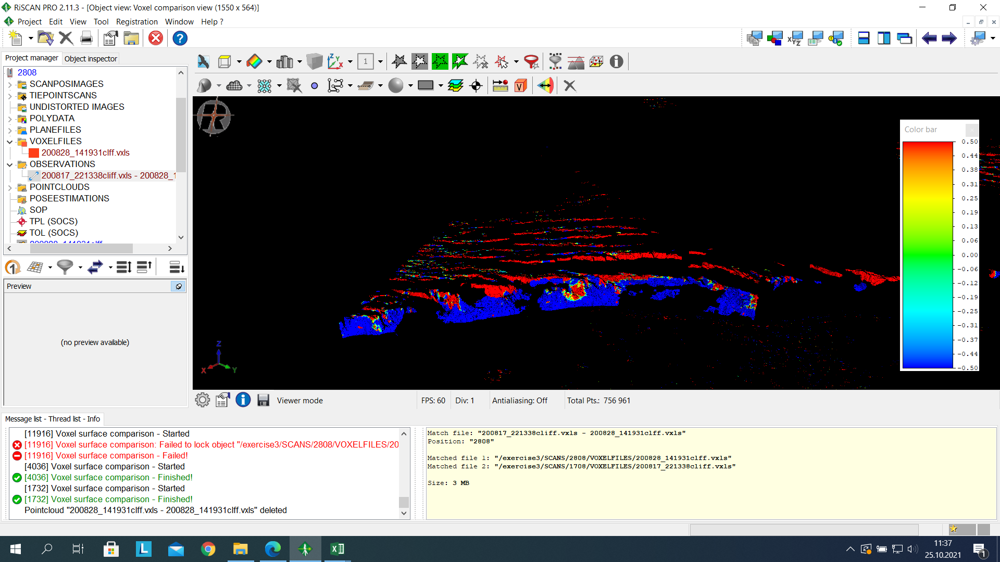 RiSCAN PRO 2.11.3 - [Object view: Voxel comparison view (1550 x 564)]
Project Edit View Tool Registration Window Help ?
Project manager Object inspector
2808
SCANPOSIMAGES
TIEPOINTSCANS
UNDISTORTED IMAGES
POLYDATA
PLANEFILES
VOXELFILES
200828_141931clff.vxls
OBSERVATIONS
200817_221338cliff.vxls - 200828_1
POINTCLOUDS
POSEESTIMATIONS
SOP
TPL (SOCS)
TOL (SOCS)
200828_141931clff
Preview
(no preview available)
1
Z
X
Y
Color bar
0.50
0.44
0.38
0.31
0.25
0.19
0.13
0.06
0.00
-0.06
-0.12
-0.19
-0.25
-0.31
-0.37
-0.44
-0.50
Viewer mode FPS: 60 Div: 1 Antialiasing: Off Total Pts.: 756 961
Message list - Thread list - Info
[11916] Voxel surface comparison - Started
[11916] Voxel surface comparison: Failed to lock object "/exercise3/SCANS/2808/VOXELFILES/20
[11916] Voxel surface comparison - Failed!
[4036] Voxel surface comparison - Started
[4036] Voxel surface comparison - Finished!
[1732] Voxel surface comparison - Started
[1732] Voxel surface comparison - Finished!
Pointcloud "200828_141931clff.vxls - 200828_141931clff.vxls" deleted
Match file: "200817_221338cliff.vxls - 200828_141931clff.vxls"
Position: "2808"
Matched file 1: "/exercise3/SCANS/2808/VOXELFILES/200828_141931clff.vxls"
Matched file 2: "/exercise3/SCANS/1708/VOXELFILES/200817_221338cliff.vxls"
Size: 3 MB
11:37
25.10.2021
1